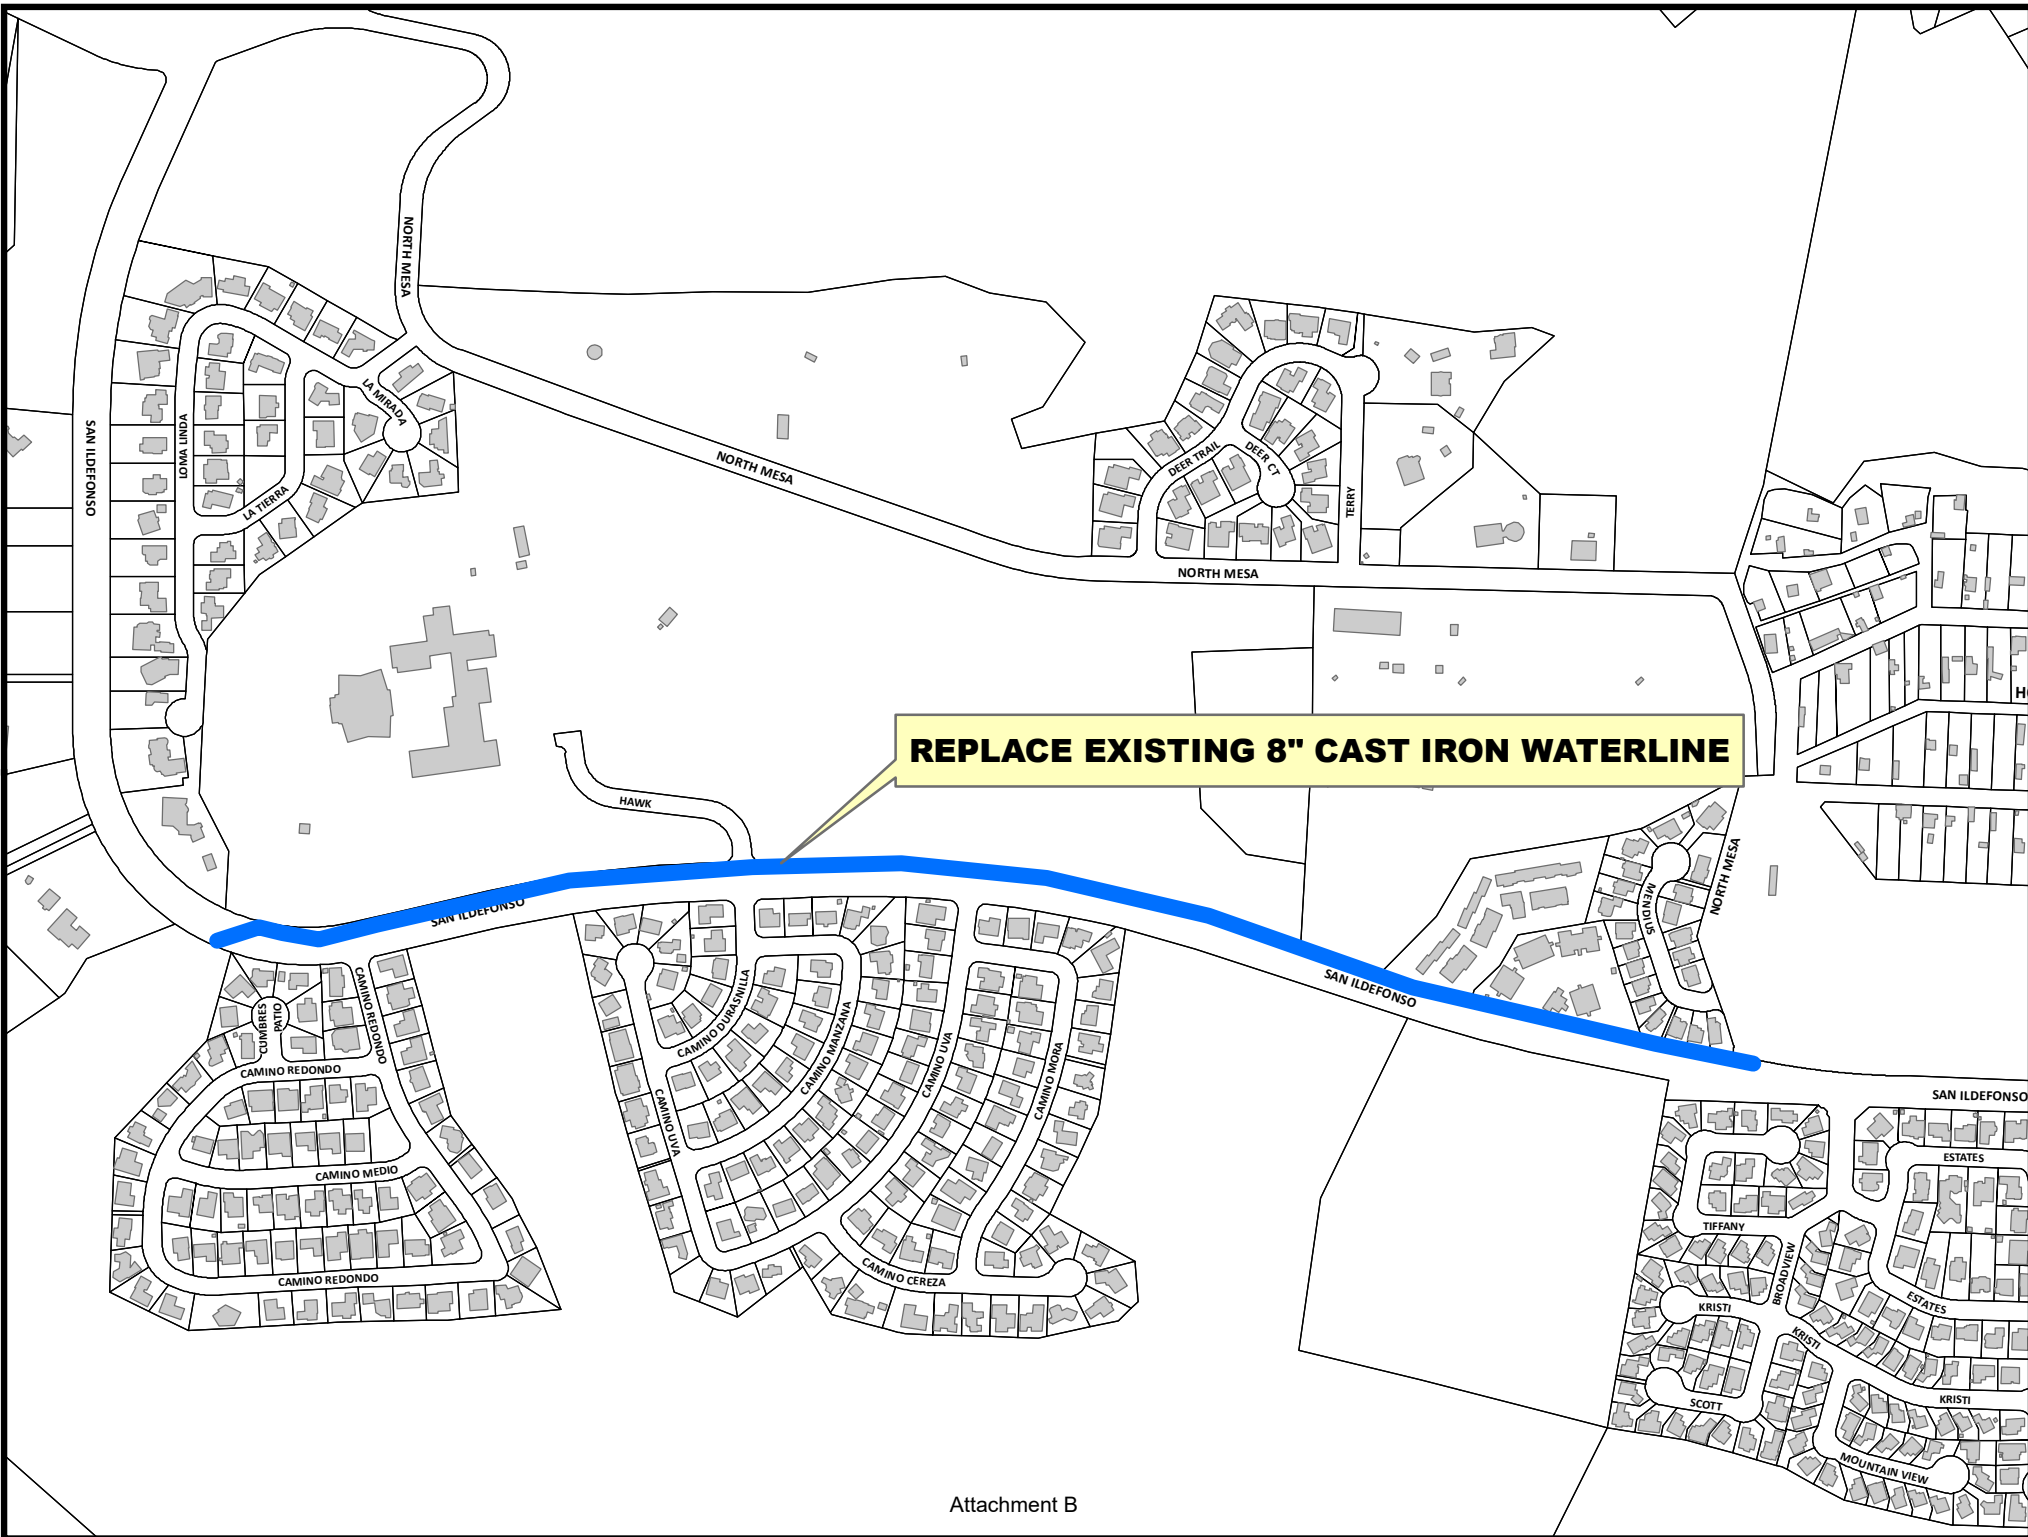 NORTH MESA
SAN ILDEFONSO
LOMA LINDA
LA MIRADA
LA TIERRA
NORTH MESA
DEER TRAIL
DEER CT
TERRY
NORTH MESA
REPLACE EXISTING 8" CAST IRON WATERLINE
HAWK
NORTH MESA
MENDIUS
SAN ILDEFONSO
SAN ILDEFONSO
CUMBRES
PATIO
CAMINO REDONDO
CAMINO REDONDO
CAMINO MEDIO
CAMINO REDONDO
CAMINO DURASNILLA
CAMINO MANZANA
CAMINO UVA
CAMINO MORA
CAMINO UVA
CAMINO CEREZA
SAN ILDEFONSO
ESTATES
TIFFANY
BROADVIEW
KRISTI
ESTATES
KRISTI
SCOTT
KRISTI
MOUNTAIN VIEW
Attachment B